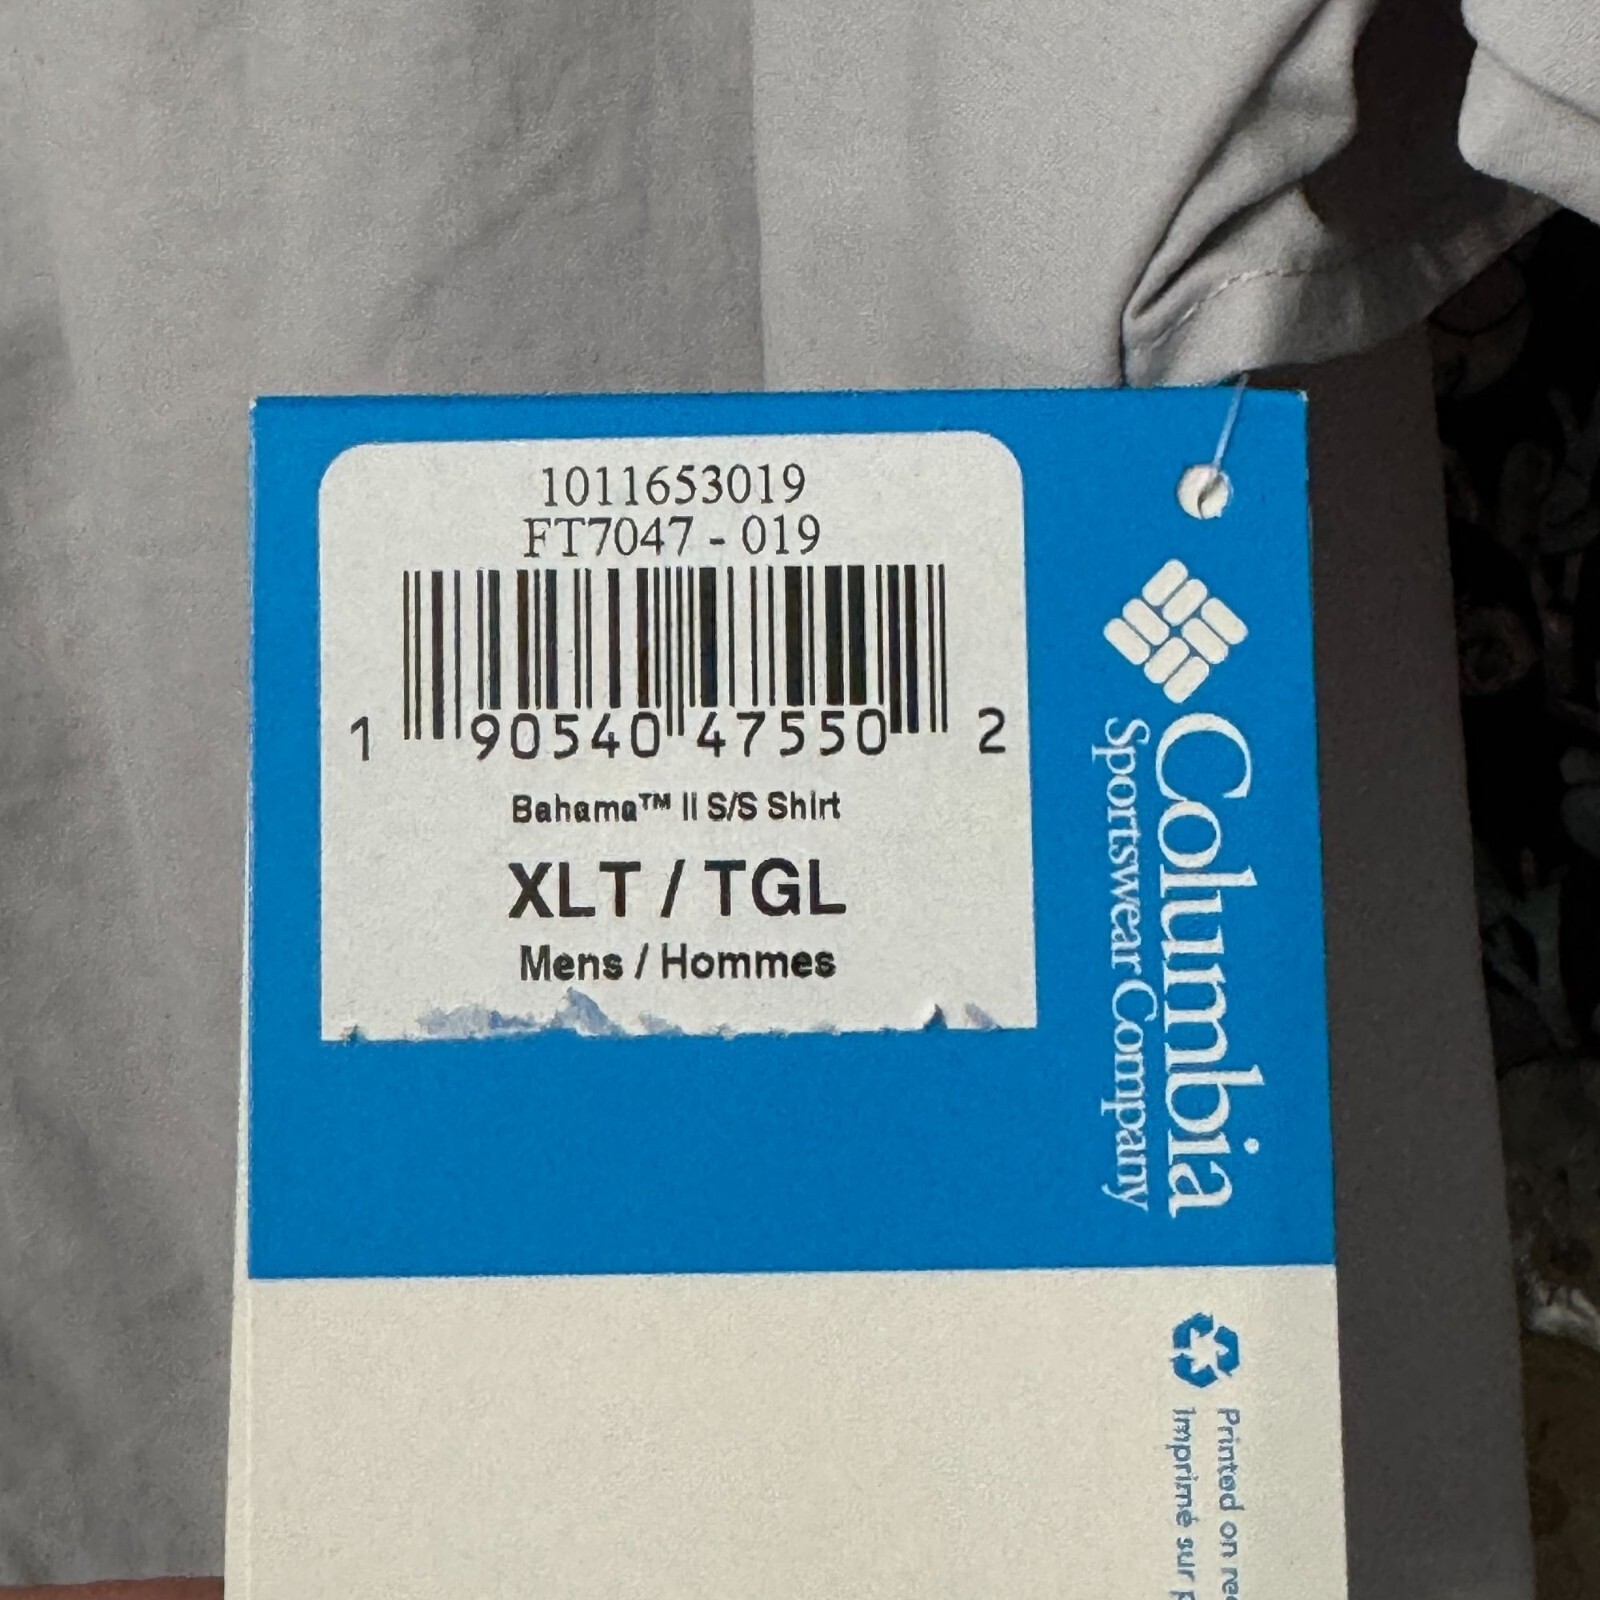 1011653019
FT7047 - 019
1 90540 47550 2
Bahama™ II S/S Shirt
XLT / TGL
Mens / Hommes
Columbia
Sportswear Company
Printed on
Imprimé sur